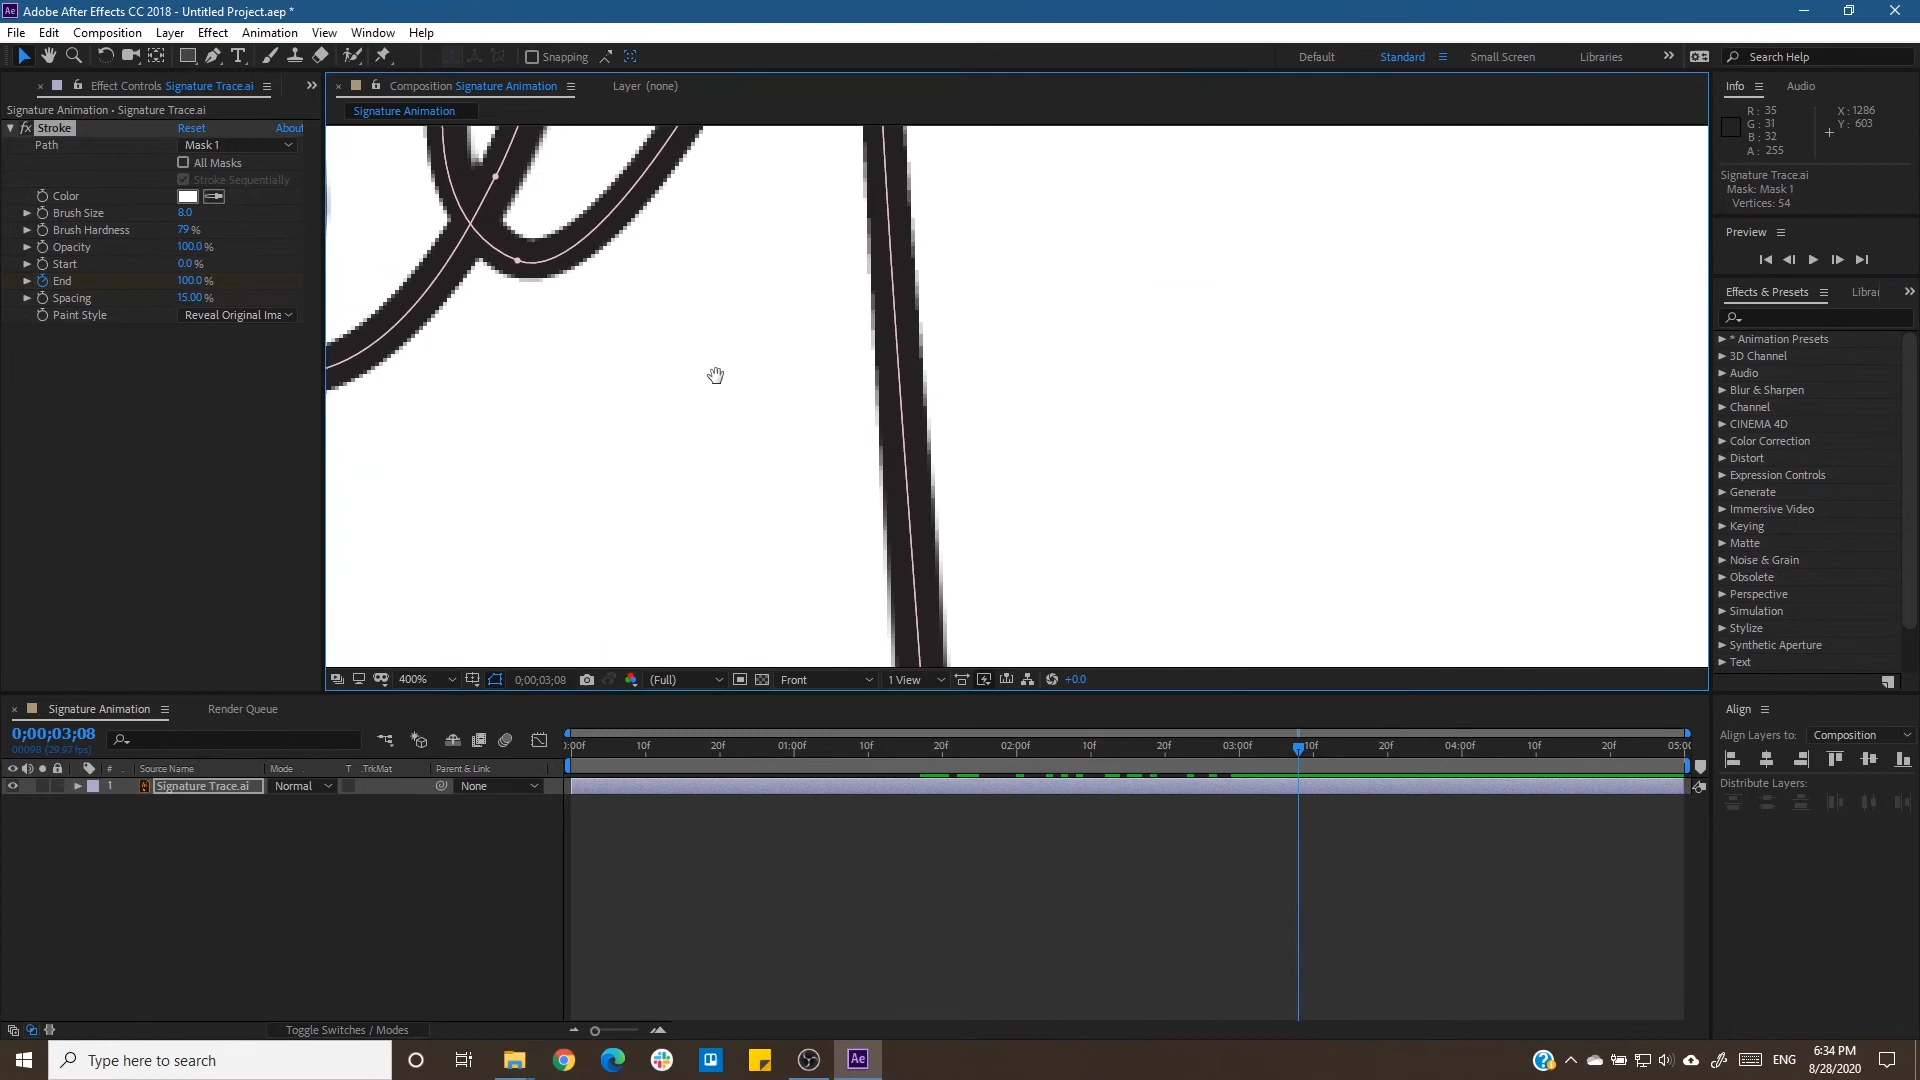 Adobe After Effects CC 2018 - Untitled Project.aep *
File Edit Composition Layer Effect Animation View Window Help
Snapping
Default Standard Small Screen Libraries Search Help
Effect Controls Signature Trace.ai
Composition Signature Animation
Layer (none)
Info Audio
Signature Animation • Signature Trace.ai
Signature Animation
fx Stroke Reset About
Path Mask 1
All Masks
Stroke Sequentially
Color
Brush Size 8.0
Brush Hardness 79 %
Opacity 100.0 %
Start 0.0 %
End 100.0 %
Spacing 15.00 %
Paint Style Reveal Original Ima
R : 35
G : 31
B : 32
A : 255
X : 1286
Y : 603
Signature Trace.ai
Mask: Mask 1
Vertices: 54
Preview
Effects & Presets Librar
* Animation Presets
3D Channel
Audio
Blur & Sharpen
Channel
CINEMA 4D
Color Correction
Distort
Expression Controls
Generate
Immersive Video
Keying
Matte
Noise & Grain
Obsolete
Perspective
Simulation
Stylize
Synthetic Aperture
Text
400% 0;00;03;08 (Full) Front 1 View +0.0
Signature Animation Render Queue
0;00;03;08
00098 (29.97 fps)
# Source Name Mode T .TrkMat Parent & Link
1 Signature Trace.ai Normal None
:00f 10f 20f 01:00f 10f 20f 02:00f 10f 20f 03:00f 10f 20f 04:00f 10f 20f 05:00
Toggle Switches / Modes
Align
Align Layers to: Composition
Distribute Layers:
Type here to search
Ae
ENG
6:34 PM
8/28/2020